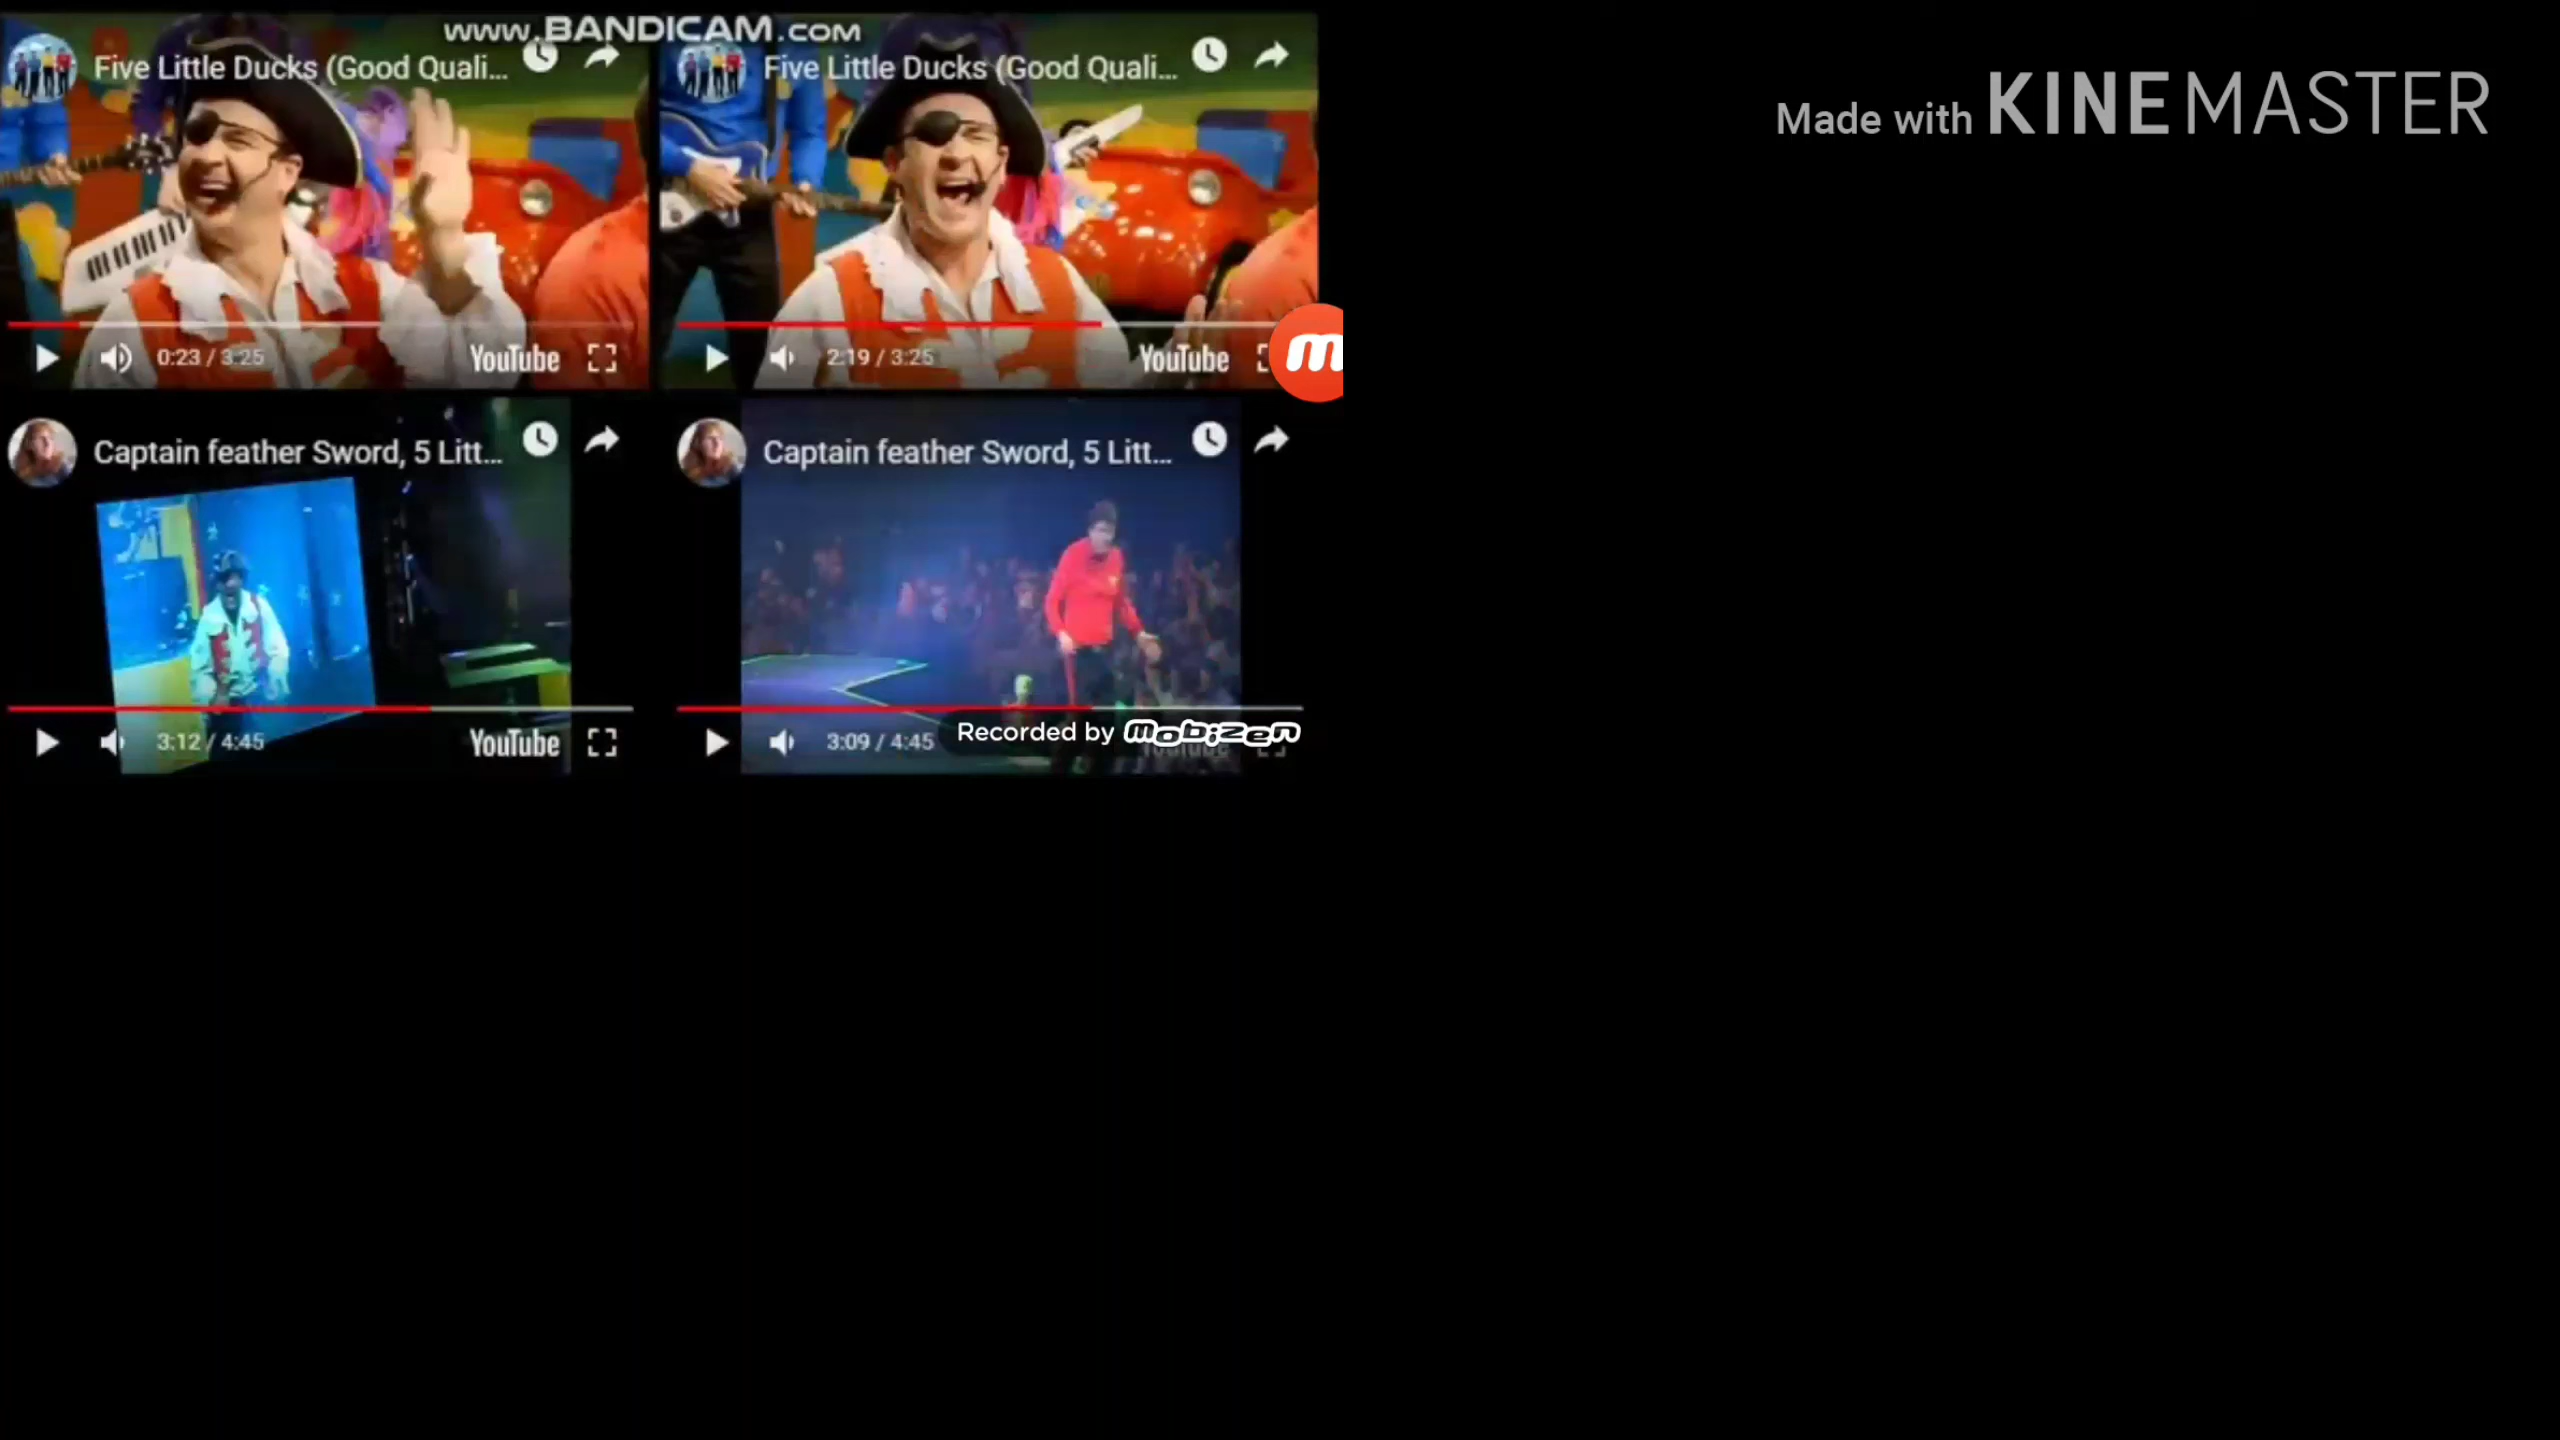 www.BANDICAM.COM
Five Little Ducks (Good Quali...
Five Little Ducks (Good Quali...
Made with KINEMASTER
0:23 / 3:25
YouTube
2:19 / 3:25
YouTube
m
Captain feather Sword, 5 Litt...
Captain feather Sword, 5 Litt...
3:12 / 4:45
YouTube
3:09 / 4:45
Recorded by mobizen
YouTube